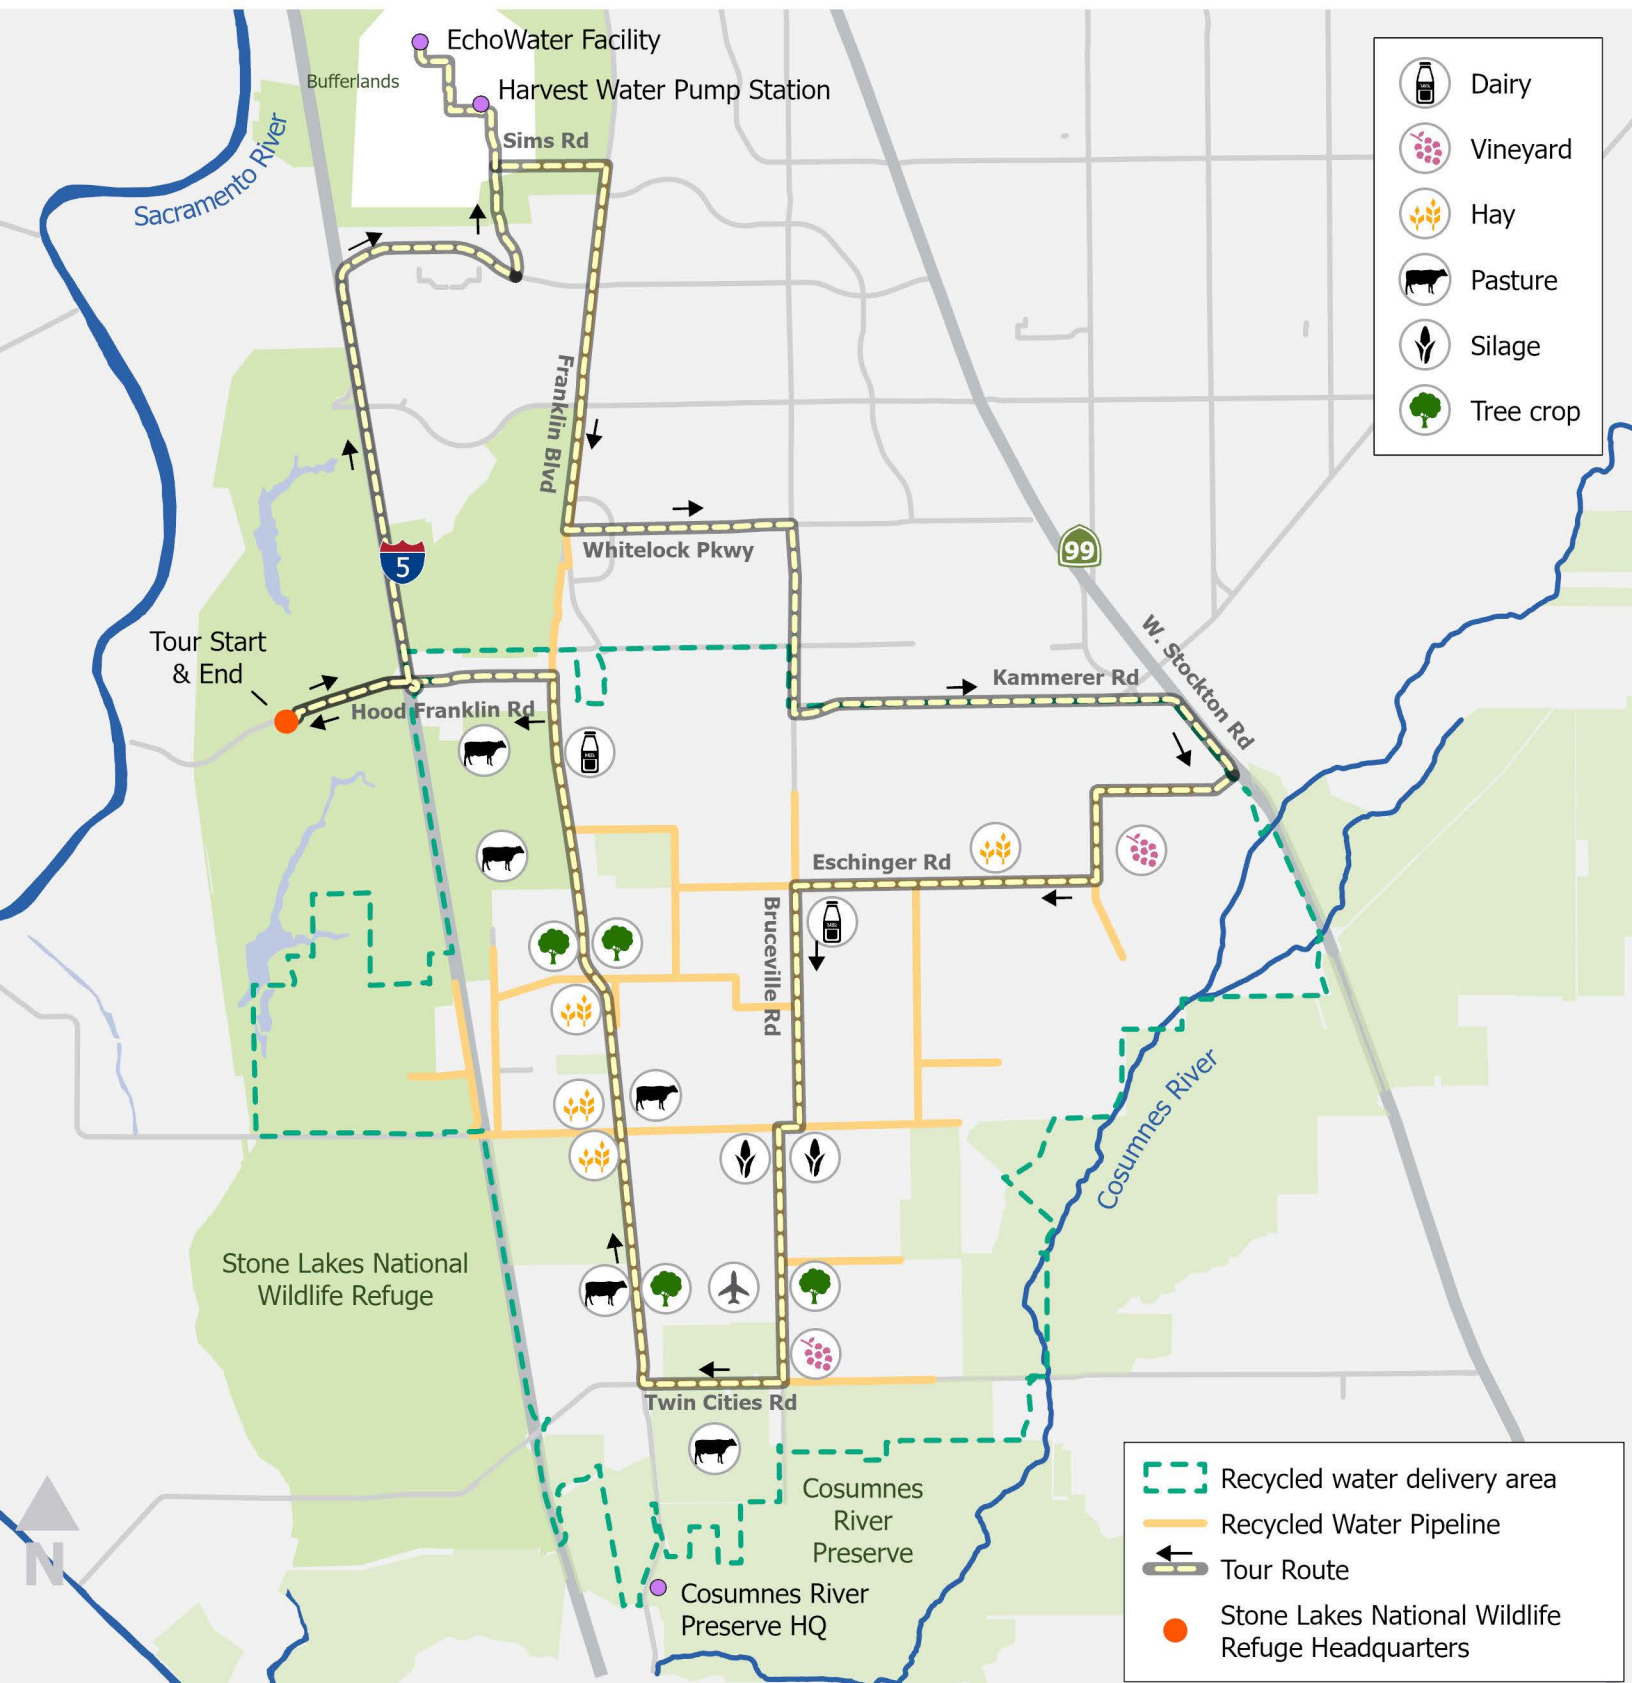 EchoWater Facility
Bufferlands
Harvest Water Pump Station
Sims Rd
Sacramento River
Dairy
Vineyard
Hay
Pasture
Silage
Tree crop
Franklin Blvd
5
Whitelock Pkwy
99
Tour Start
& End
W. Stockton Rd
Kammerer Rd
Hood Franklin Rd
Eschinger Rd
Bruceville Rd
Cosumnes River
Stone Lakes National
Wildlife Refuge
Twin Cities Rd
Cosumnes
River
Preserve
Cosumnes River
Preserve HQ
N
Recycled water delivery area
Recycled Water Pipeline
Tour Route
Stone Lakes National Wildlife
Refuge Headquarters